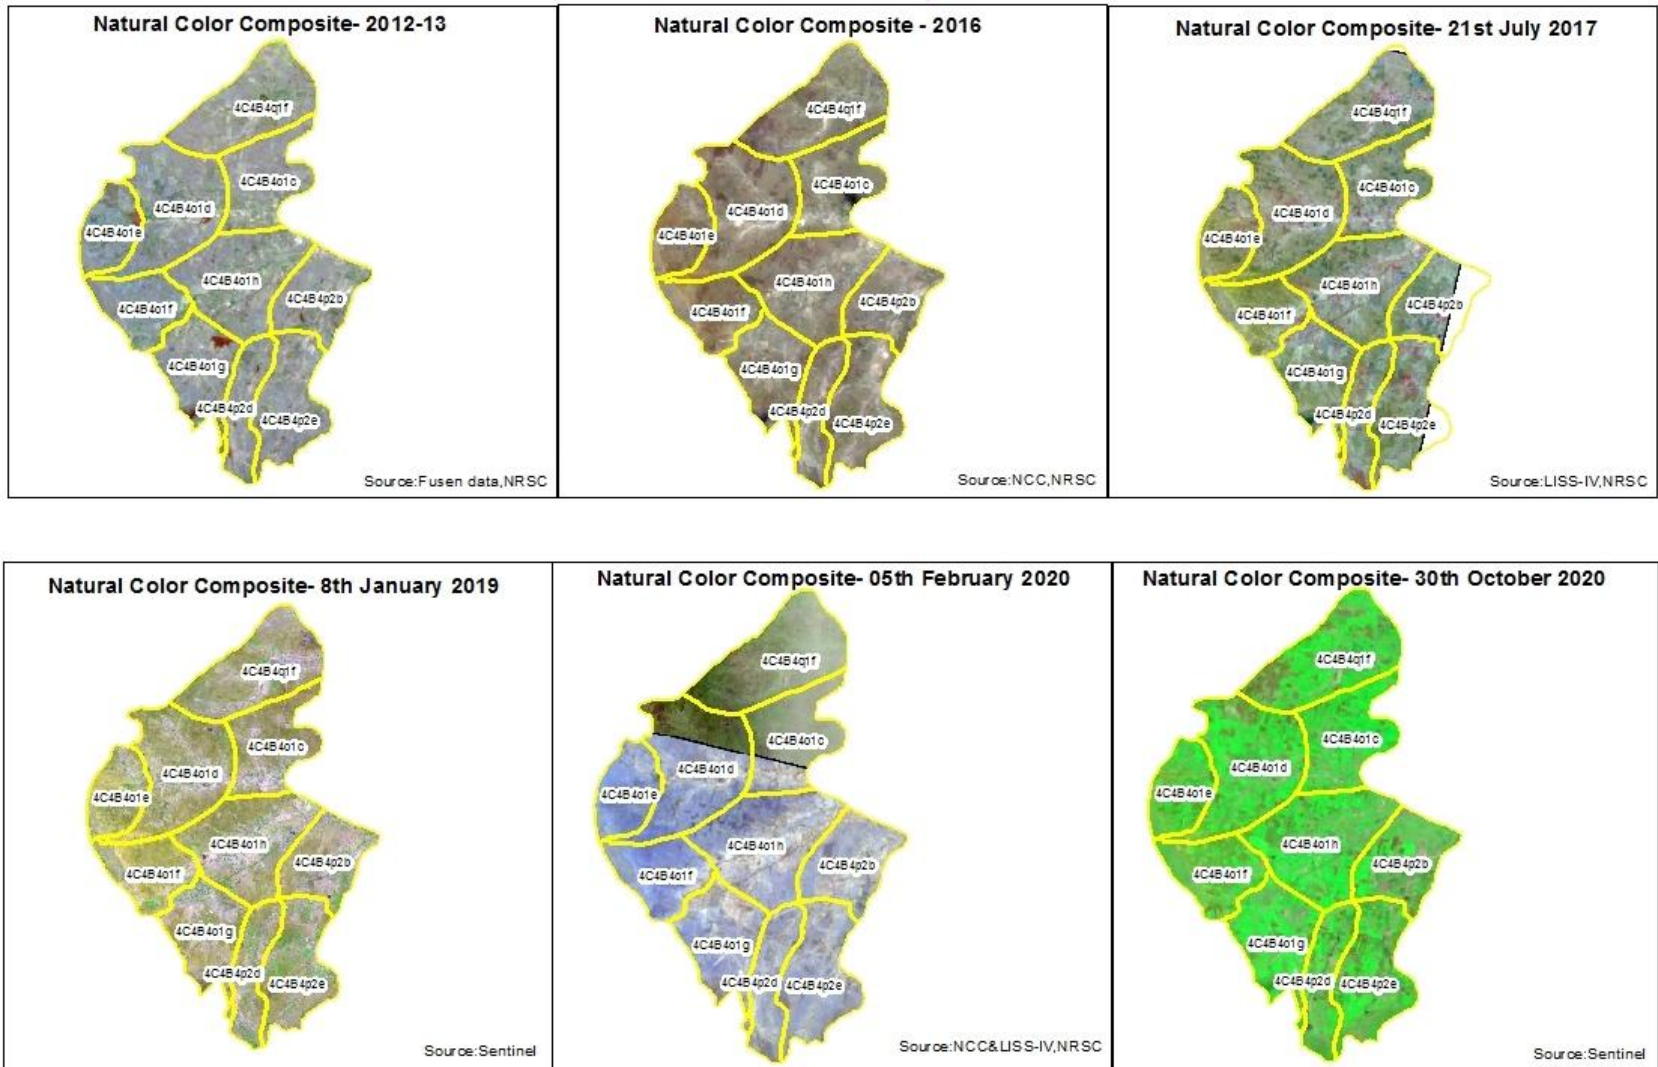 Natural Color Composite- 2012-13
4C4B4q1f
4C4B4o1c
4C4B4o1d
4C4B4o1e
4C4B4o1h
4C4B4p2b
4C4B4o1f
4C4B4o1g
4C4B4p2d
4C4B4p2e
Source:Fusen data,NRSC
Natural Color Composite - 2016
4C4B4q1f
4C4B4o1c
4C4B4o1d
4C4B4o1e
4C4B4o1h
4C4B4p2b
4C4B4o1f
4C4B4o1g
4C4B4p2d
4C4B4p2e
Source:NCC,NRSC
Natural Color Composite- 21st July 2017
4C4B4q1f
4C4B4o1c
4C4B4o1d
4C4B4o1e
4C4B4o1h
4C4B4p2b
4C4B4o1f
4C4B4o1g
4C4B4p2d
4C4B4p2e
Source:LISS-IV,NRSC
Natural Color Composite- 8th January 2019
4C4B4q1f
4C4B4o1c
4C4B4o1d
4C4B4o1e
4C4B4o1h
4C4B4p2b
4C4B4o1f
4C4B4o1g
4C4B4p2d
4C4B4p2e
Source:Sentinel
Natural Color Composite- 05th February 2020
4C4B4q1f
4C4B4o1c
4C4B4o1d
4C4B4o1e
4C4B4o1h
4C4B4p2b
4C4B4o1f
4C4B4o1g
4C4B4p2d
4C4B4p2e
Source:NCC&LISS-IV,NRSC
Natural Color Composite- 30th October 2020
4C4B4q1f
4C4B4o1c
4C4B4o1d
4C4B4o1e
4C4B4o1h
4C4B4p2b
4C4B4o1f
4C4B4o1g
4C4B4p2d
4C4B4p2e
Source:Sentinel